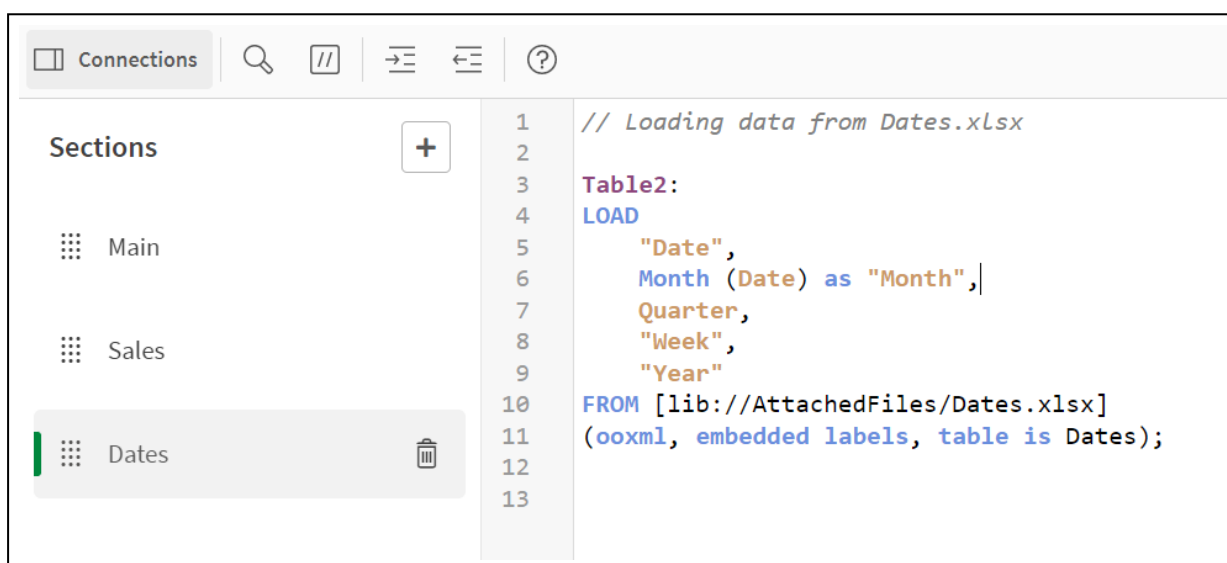 Connections
Sections
Main
Sales
Dates
1 // Loading data from Dates.xlsx
2
3 Table2:
4 LOAD
5 "Date",
6 Month (Date) as "Month",
7 Quarter,
8 "Week",
9 "Year"
10 FROM [lib://AttachedFiles/Dates.xlsx]
11 (ooxml, embedded labels, table is Dates);
12
13